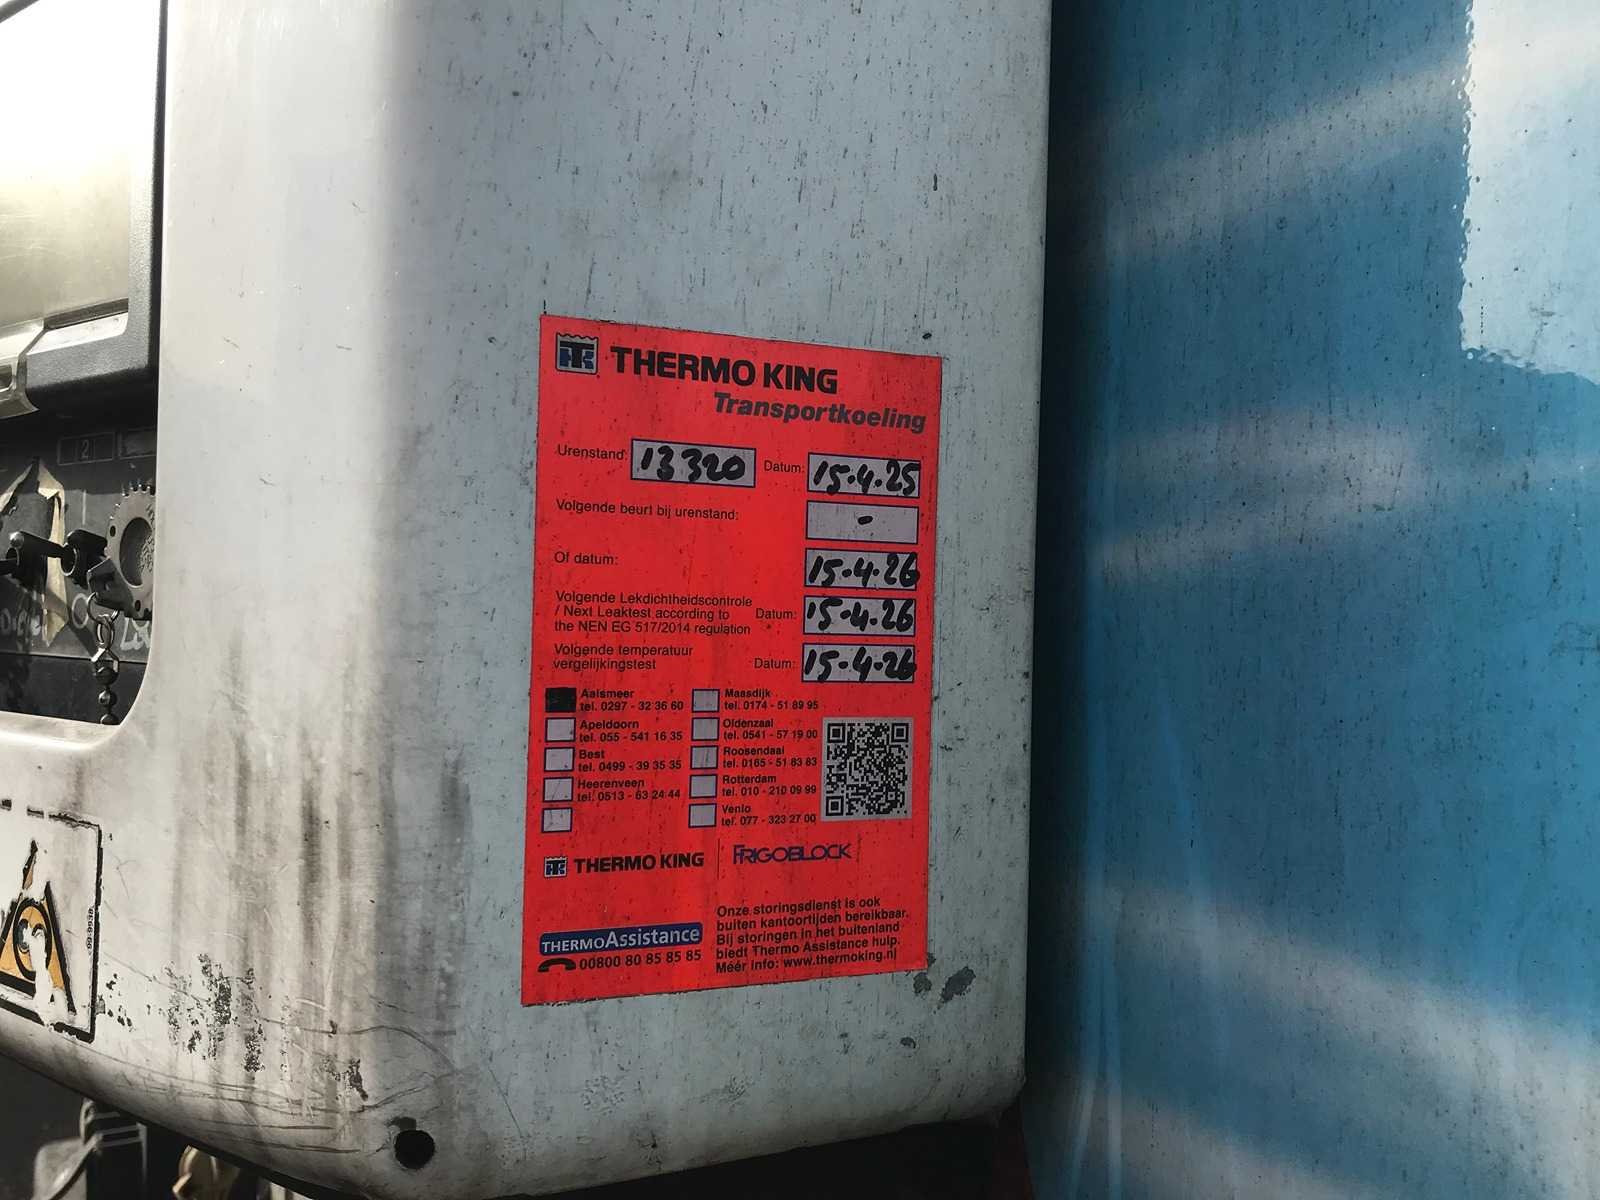 THERMO KING
Transportkoeling
Urenstand: 13320 Datum: 15.4.25
Volgende beurt bij urenstand: -
Of datum: 15.4.26
Volgende Lekdichtheidscontrole
/ Next Leaktest according to Datum: 15.4.26
the NEN EG 517/2014 regulation
Volgende temperatuur
vergelijkingstest Datum: 15.4.26
Aalsmeer
tel. 0297 - 32 36 60
Apeldoorn
tel. 055 - 541 16 35
Best
tel. 0499 - 39 35 35
Heerenveen
tel. 0513 - 63 24 44
Maasdijk
tel. 0174 - 51 89 95
Oldenzaal
tel. 0541 - 57 19 00
Roosendaal
tel. 0165 - 51 83 83
Rotterdam
tel. 010 - 210 09 99
Venlo
tel. 077 - 323 27 00
THERMO KING
FRIGOBLOCK
THERMOAssistance
00800 80 85 85 85
Onze storingsdienst is ook
buiten kantoortijden bereikbaar.
Bij storingen in het buitenland
biedt Thermo Assistance hulp.
Méér info: www.thermoking.nl
2